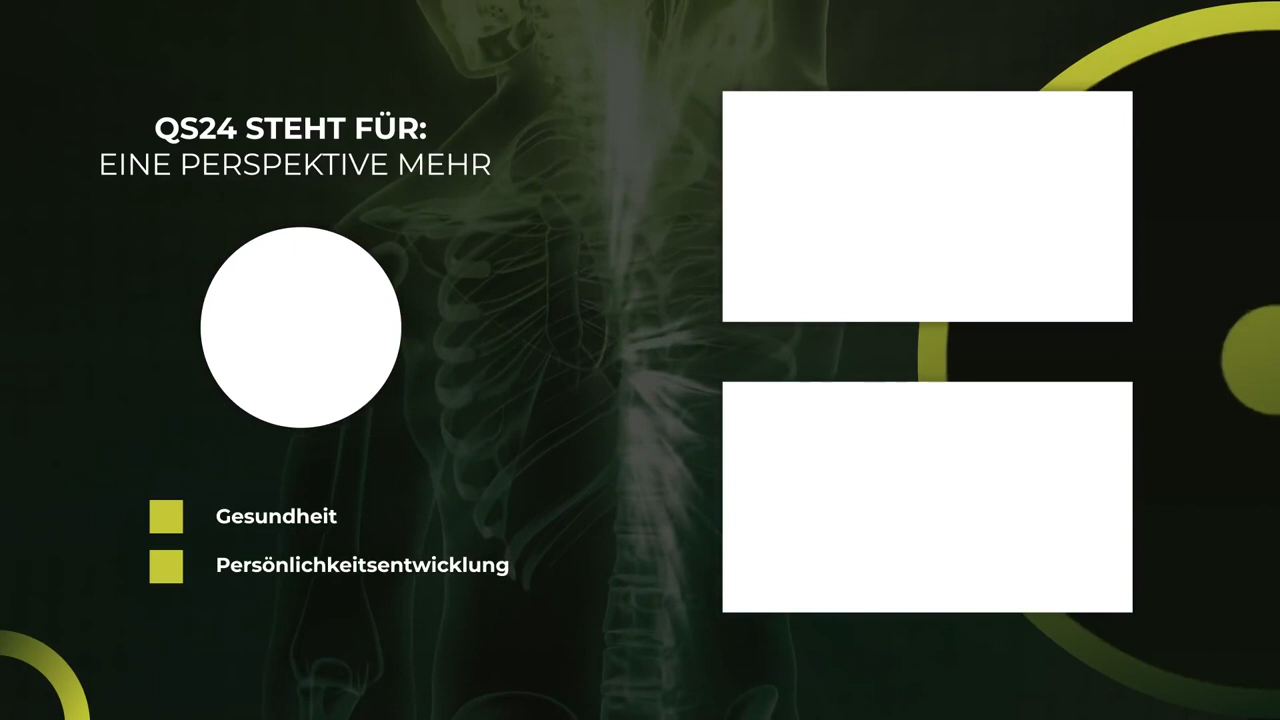 QS24 STEHT FÜR:
EINE PERSPEKTIVE MEHR
Gesundheit
Persönlichkeitsentwicklung